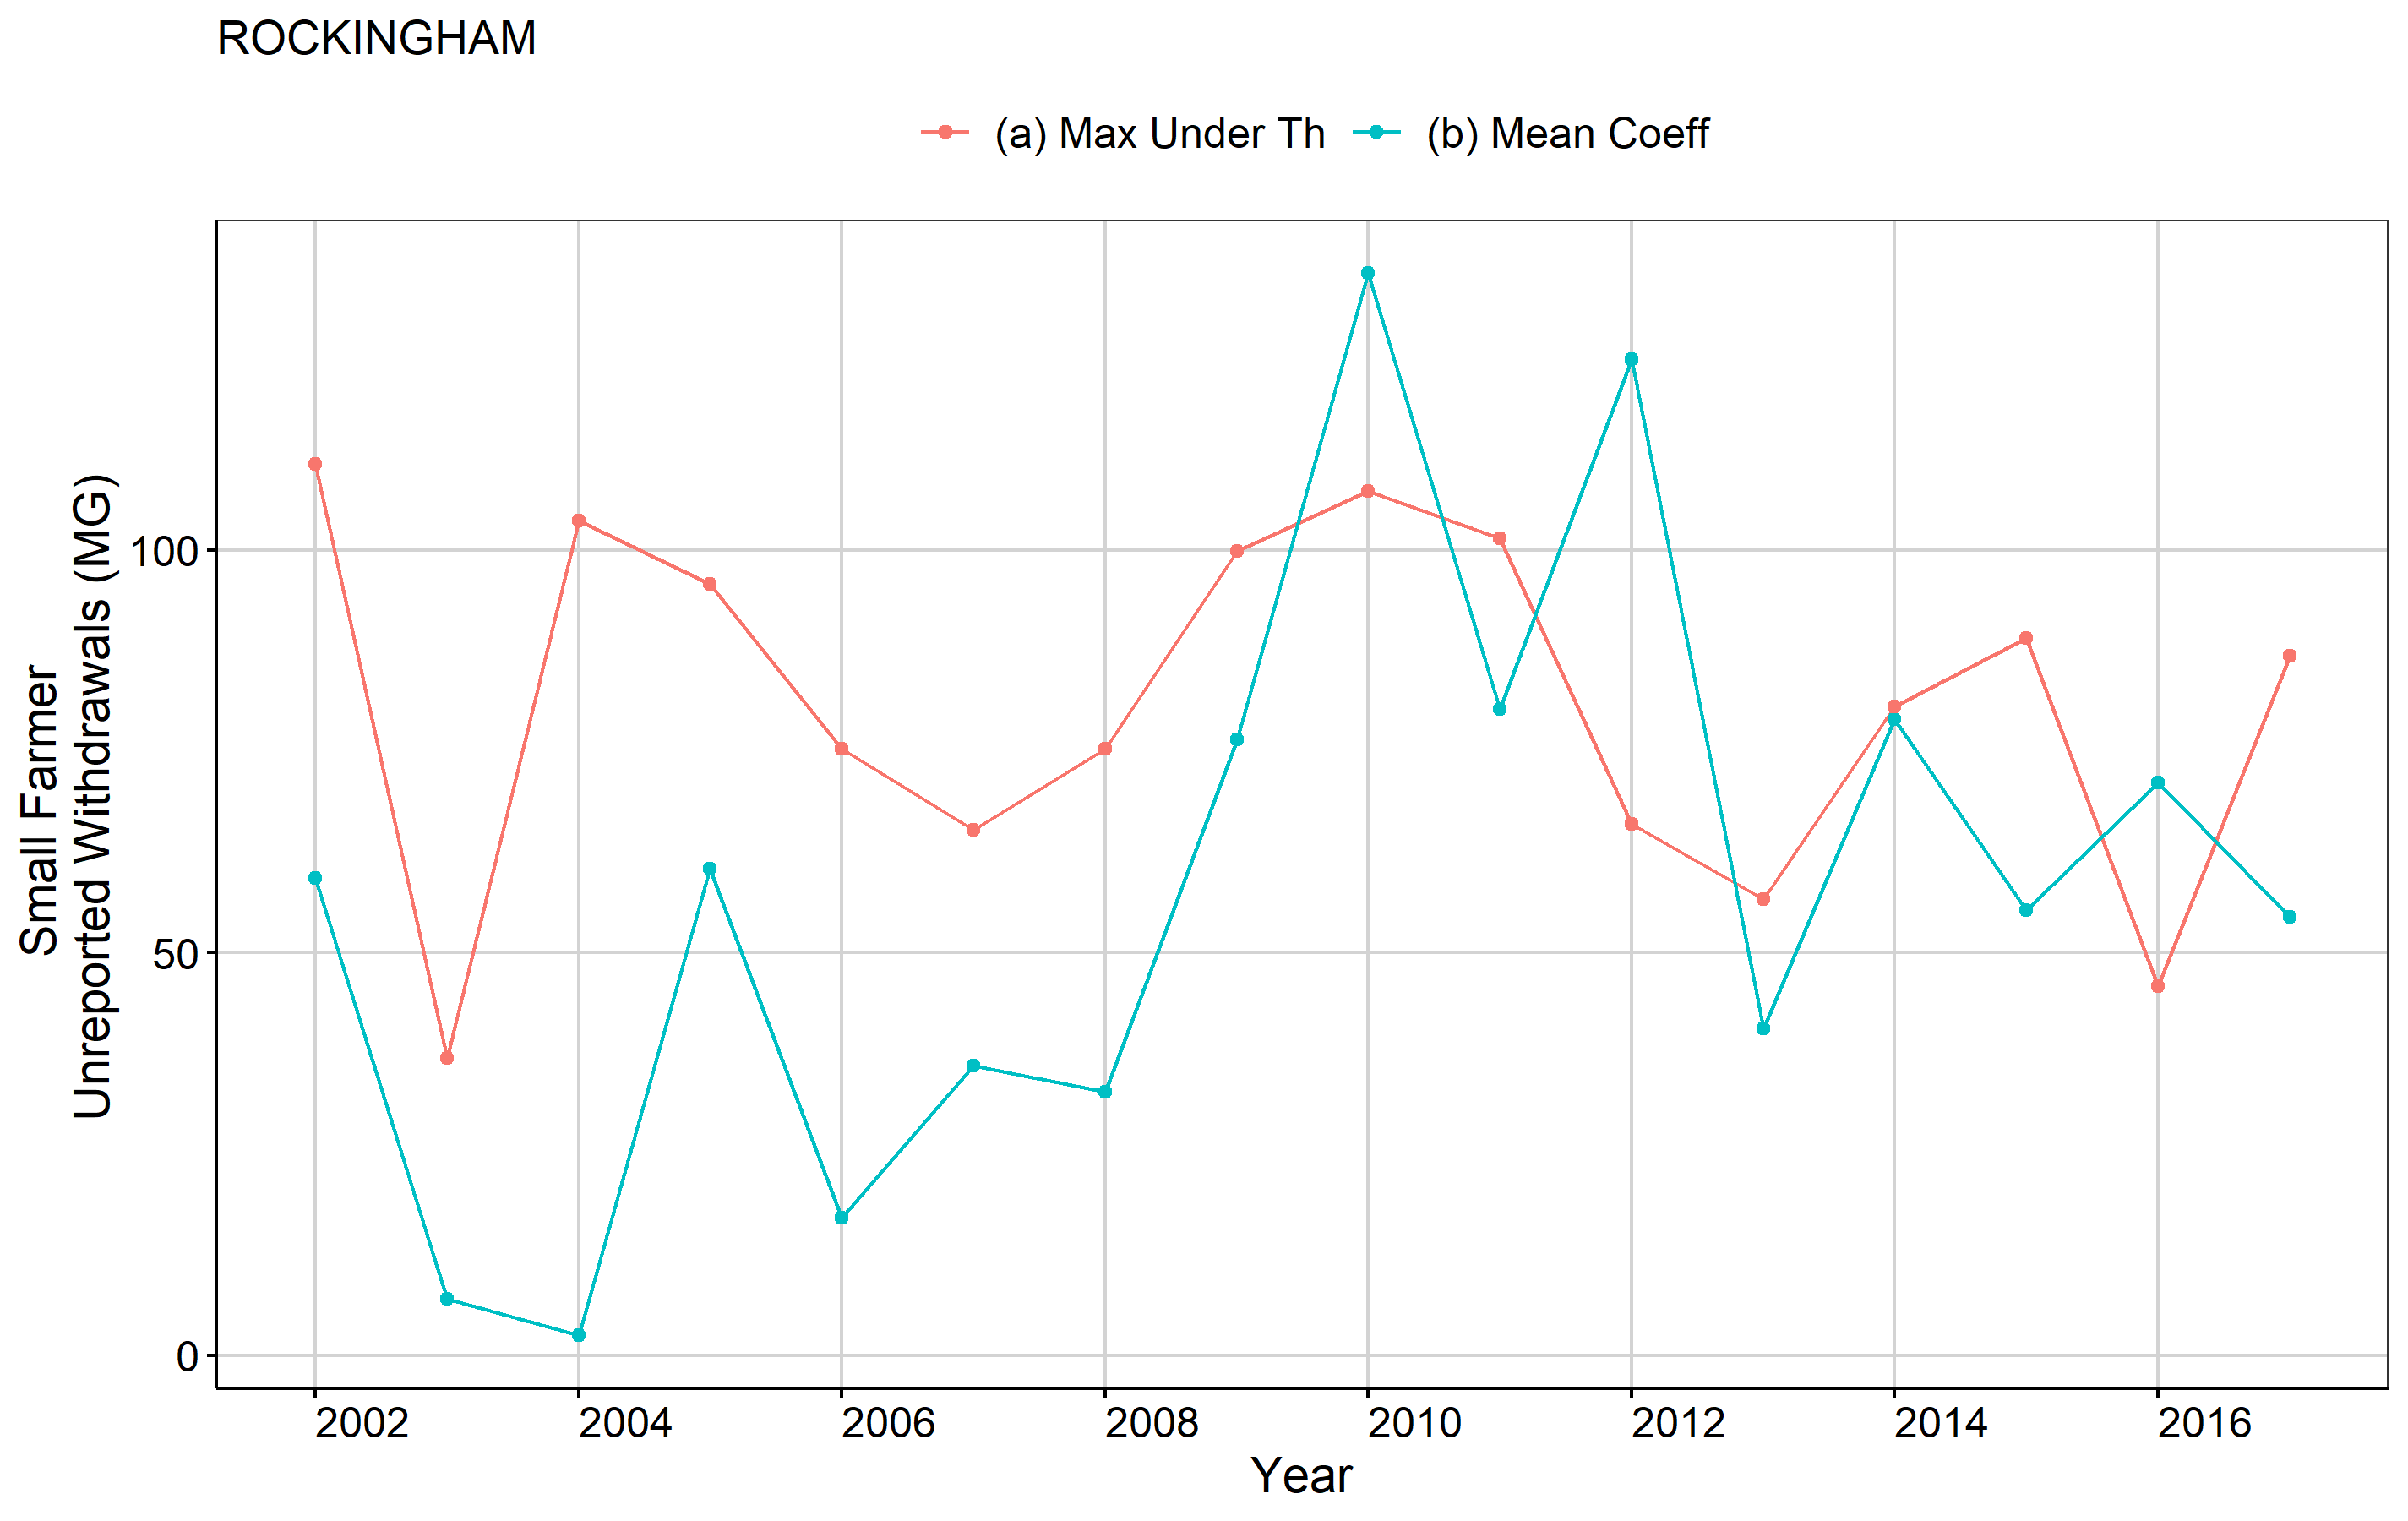 ROCKINGHAM
(a) Max Under Th (b) Mean Coeff
Small Farmer
Unreported Withdrawals (MG)
100
50
0
2002 2004 2006 2008 2010 2012 2014 2016
Year